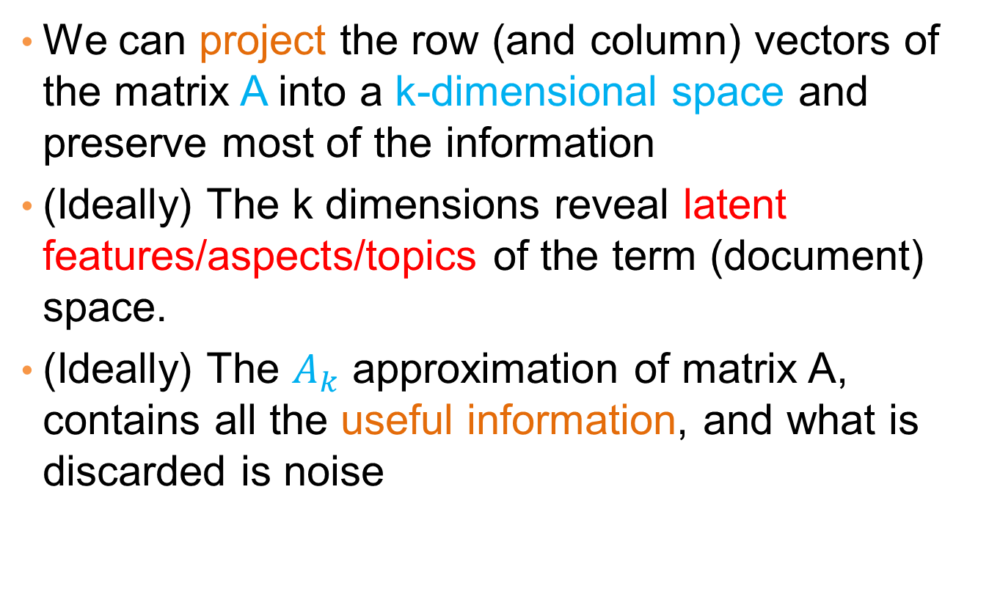 • We can project the row (and column) vectors of
the matrix A into a k-dimensional space and
preserve most of the information
• (Ideally) The k dimensions reveal latent
features/aspects/topics of the term (document)
space.
• (Ideally) The 𝐴𝑘 approximation of matrix A,
contains all the useful information, and what is
discarded is noise